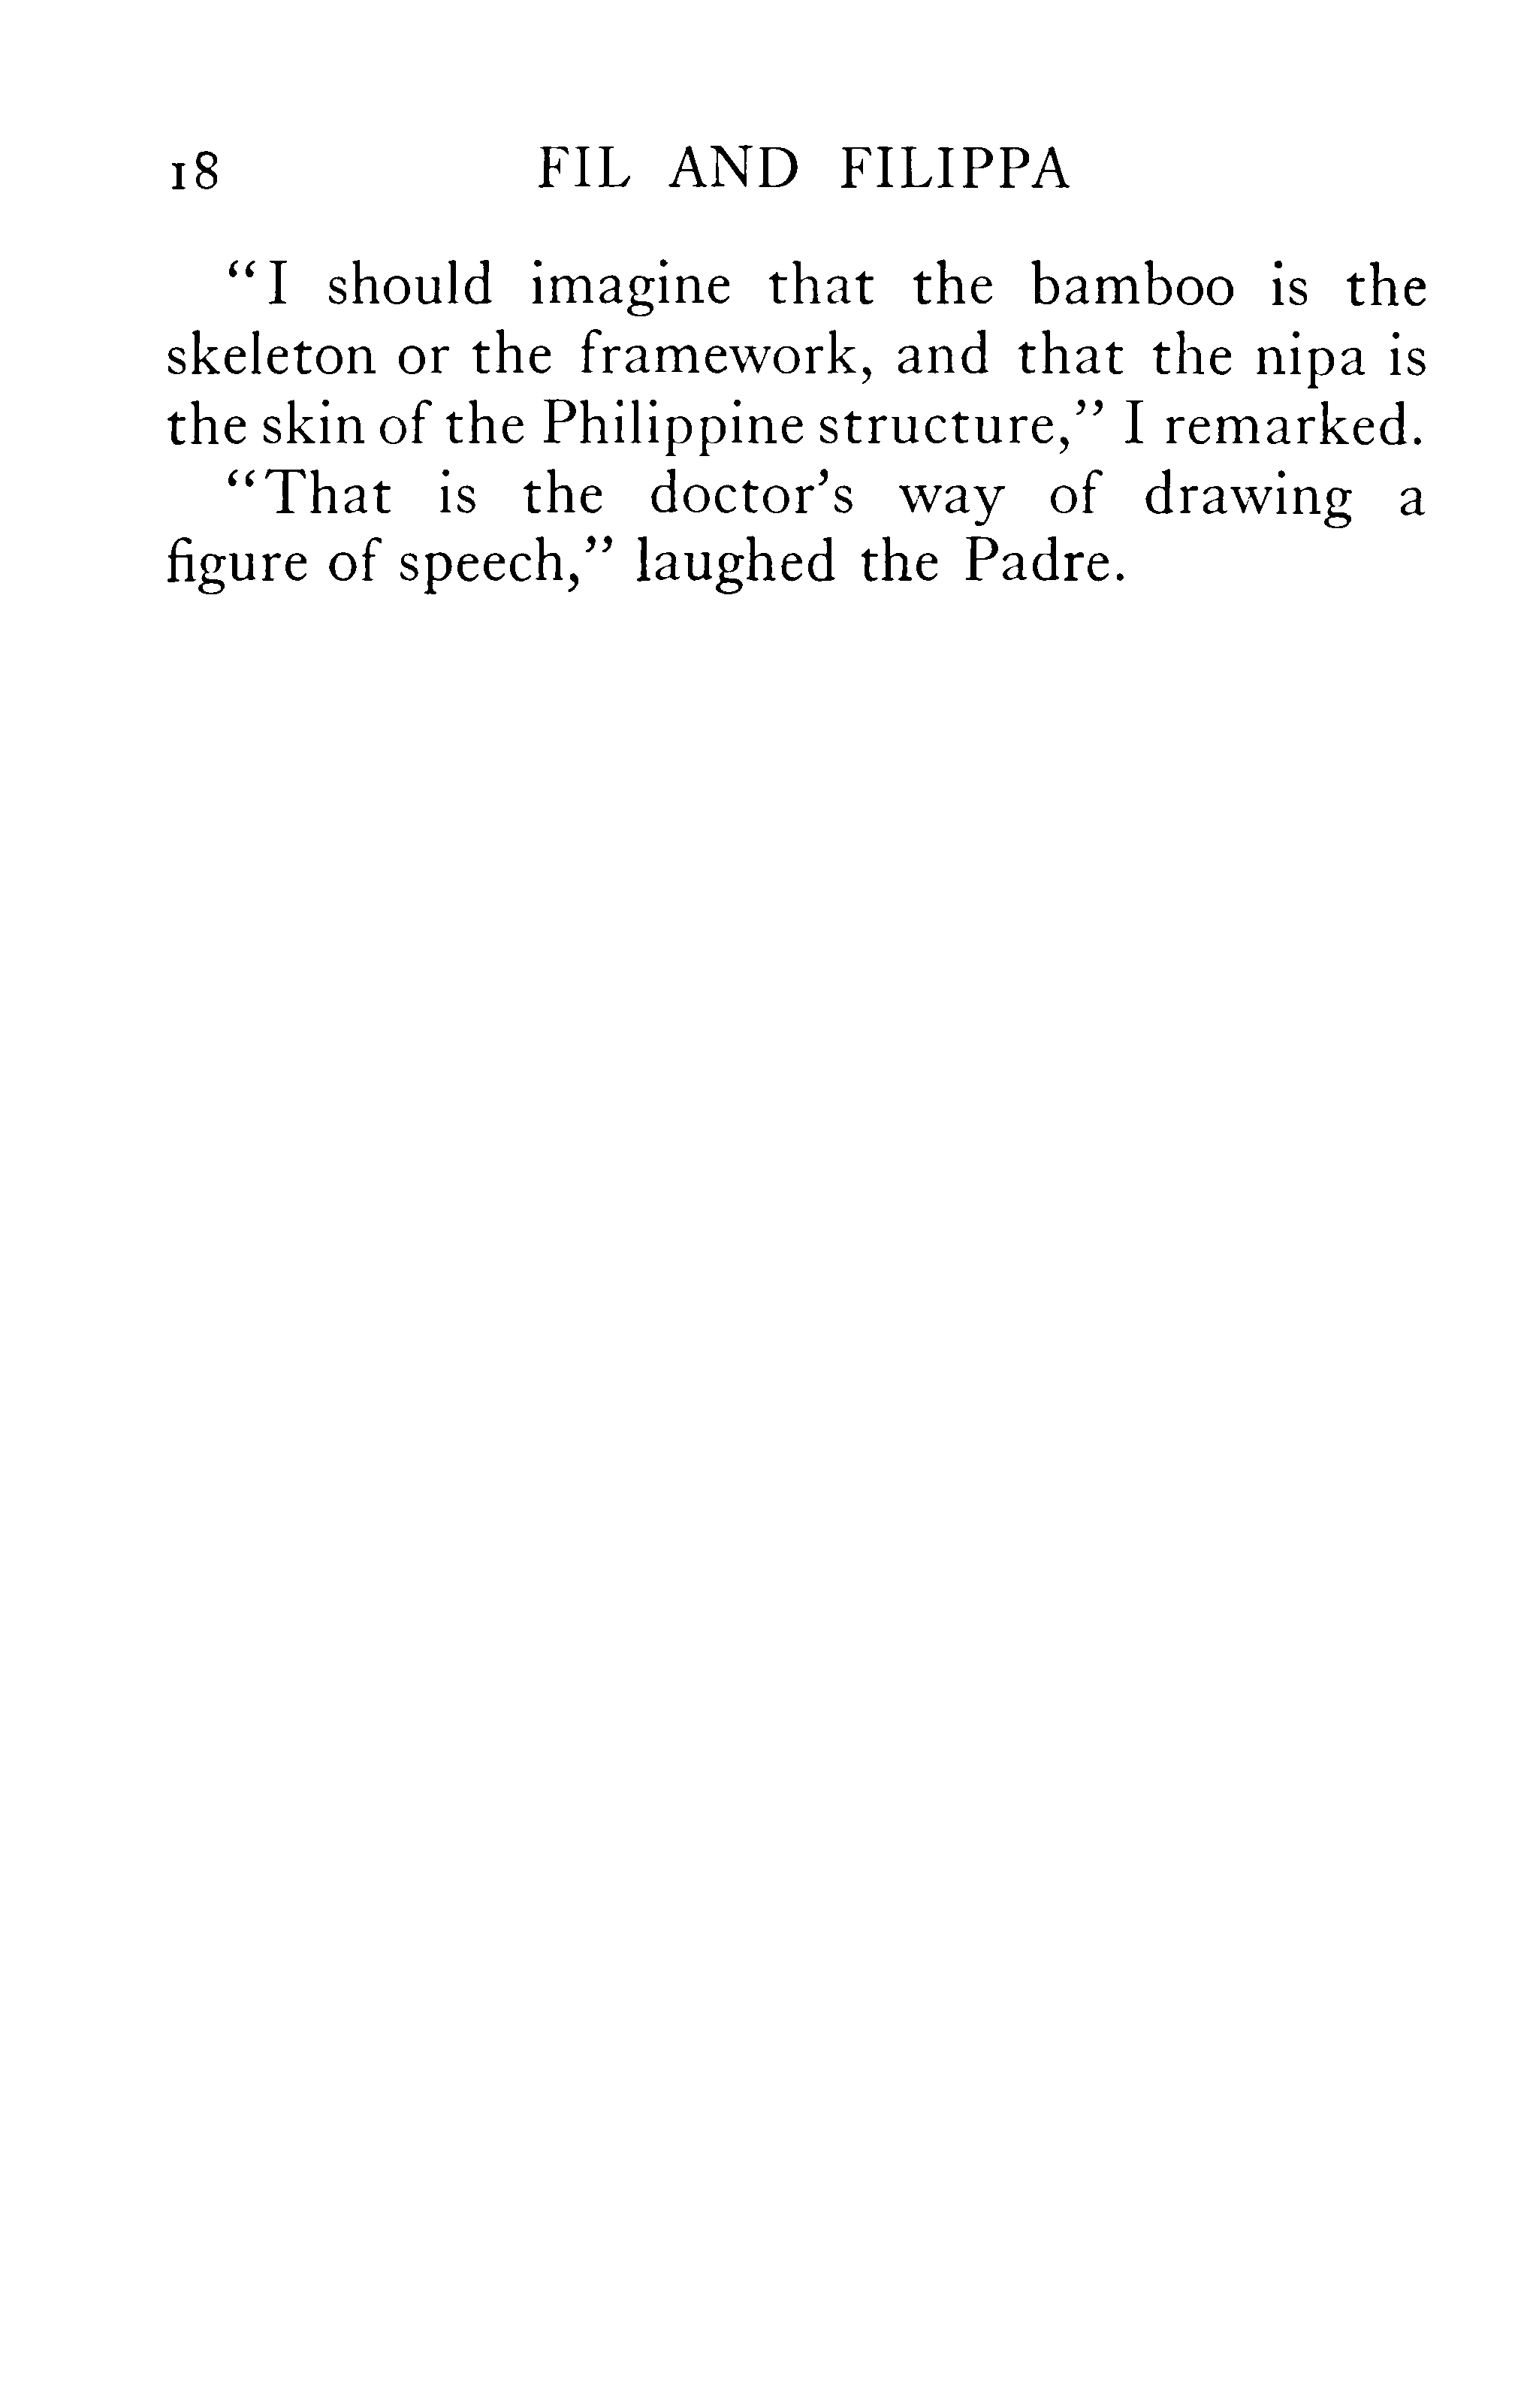 18 FIL AND FILIPPA
“I should imagine that the bamboo is the
skeleton or the framework, and that the nipa is
the skin of the Philippine structure,” I remarked.
“That is the doctor’s way of drawing a
figure of speech,” laughed the Padre.